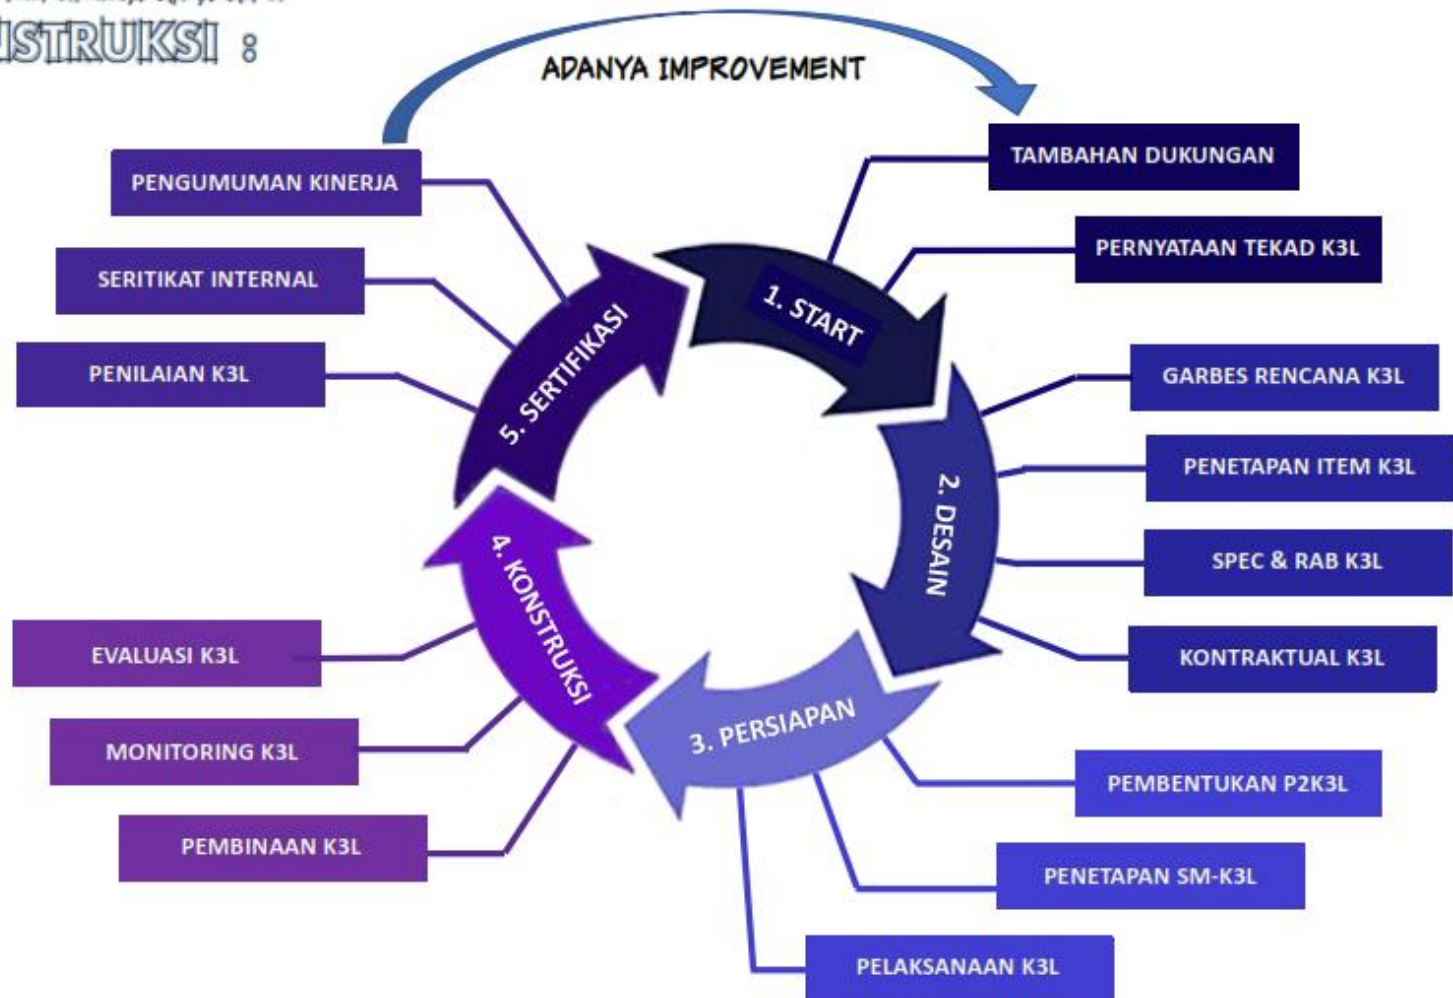 ADANYA IMPROVEMENT
TAMBAHAN DUKUNGAN
PERNYATAAN TEKAD K3L
1. START
GARBES RENCANA K3L
PENETAPAN ITEM K3L
SPEC & RAB K3L
KONTRAKTUAL K3L
2. DESAIN
PEMBENTUKAN P2K3L
PENETAPAN SM-K3L
PELAKSANAAN K3L
3. PERSIAPAN
PEMBINAAN K3L
MONITORING K3L
EVALUASI K3L
4. KONSTRUKSI
PENILAIAN K3L
SERITIKAT INTERNAL
PENGUMUMAN KINERJA
5. SERTIFIKASI